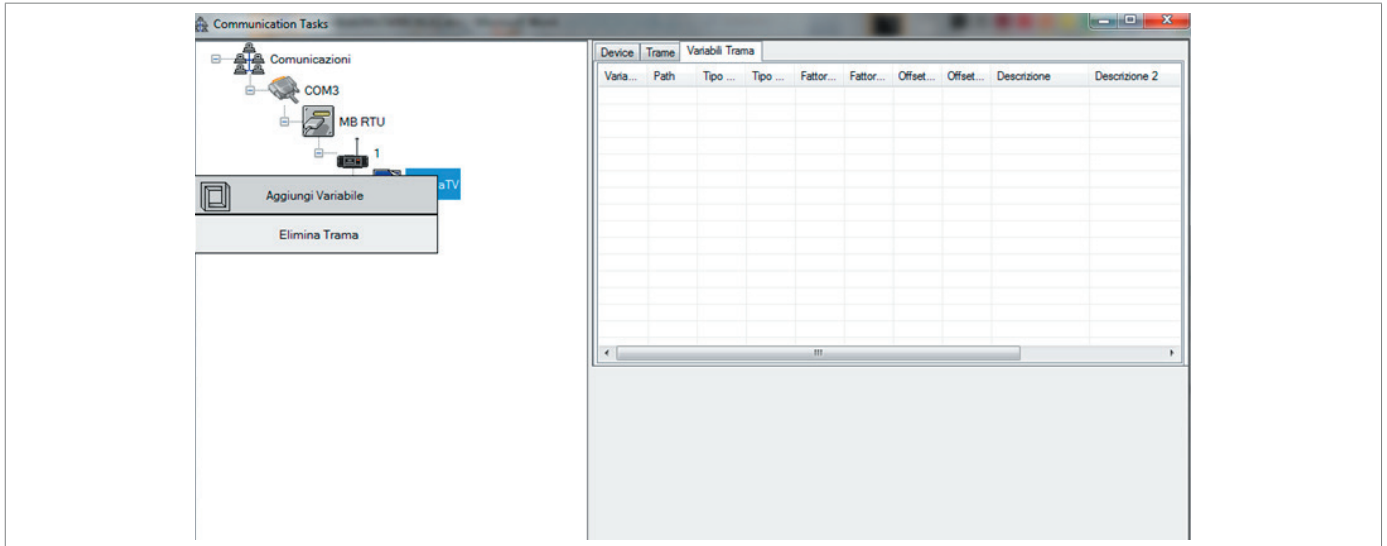 Communication Tasks
Comunicazioni
COM3
MB RTU
1
aTV
Aggiungi Variabile
Elimina Trama
Device Trame Variabili Trama
Varia... Path Tipo ... Tipo ... Fattor... Fattor... Offset... Offset... Descrizione Descrizione 2